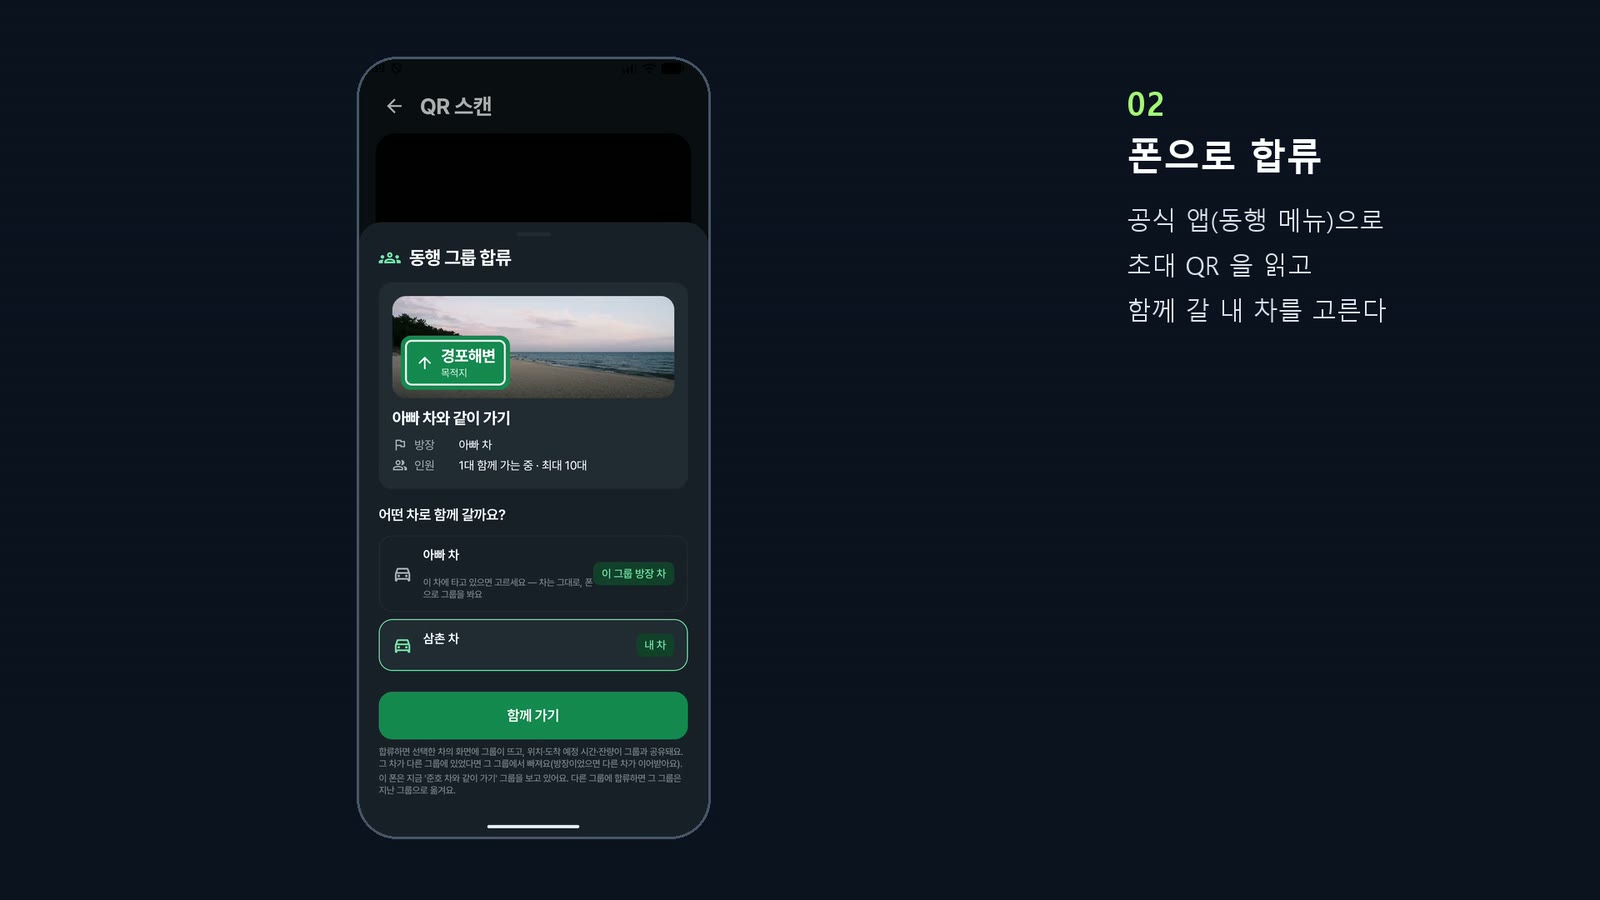 QR 스캔
동행 그룹 합류
경포해변
목적지
아빠 차와 같이 가기
방장 아빠 차
인원 1대 함께 가는 중 · 최대 10대
어떤 차로 함께 갈까요?
아빠 차
이 차에 타고 있으면 고르세요 — 차는 그대로, 폰
으로 그룹을 봐요
이 그룹 방장 차
삼촌 차
내 차
함께 가기
합류하면 선택한 차의 화면에 그룹이 뜨고, 위치·도착 예정 시간·잔량이 그룹과 공유돼요.
그 차가 다른 그룹에 있었다면 그 그룹에서 빠져요(방장이었으면 다른 차가 이어받아요).
이 폰은 지금 '준호 차와 같이 가기' 그룹을 보고 있어요. 다른 그룹에 합류하면 그 그룹은
지난 그룹으로 옮겨요.
02
폰으로 합류
공식 앱(동행 메뉴)으로
초대 QR 을 읽고
함께 갈 내 차를 고른다